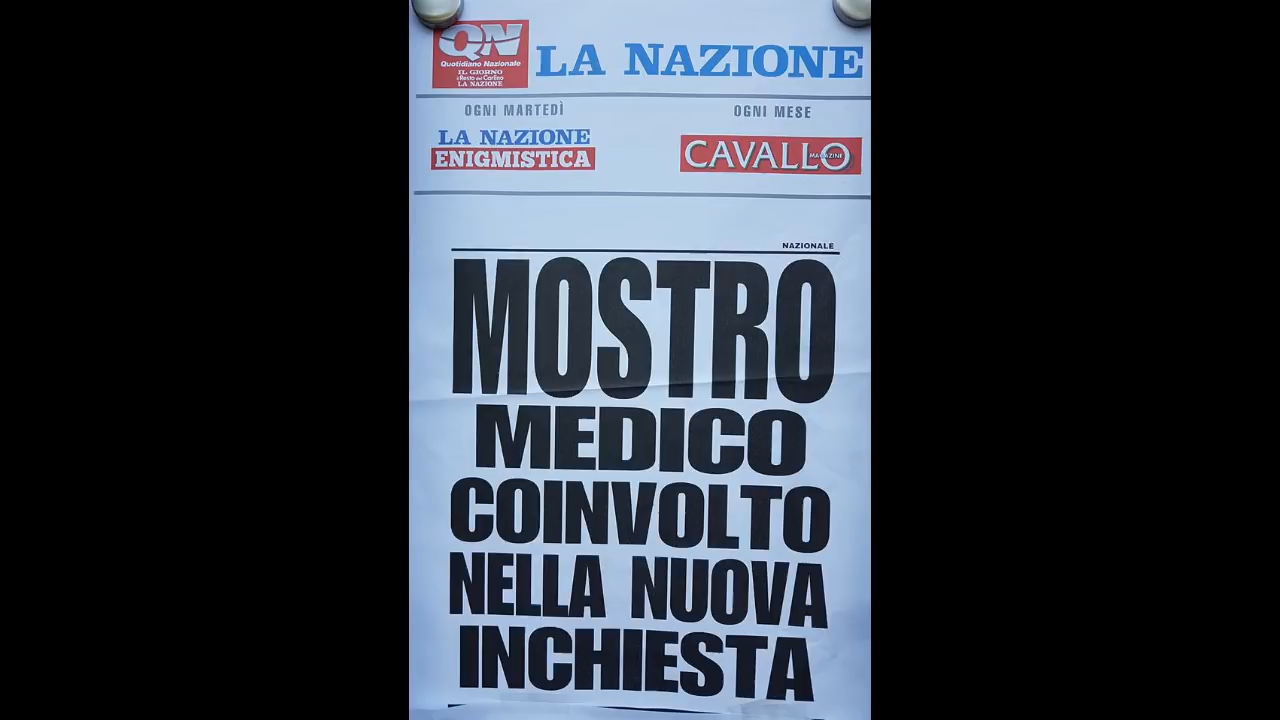 QN
Quotidiano Nazionale
IL GIORNO
il Resto del Carlino
LA NAZIONE
LA NAZIONE
OGNI MARTEDÌ
OGNI MESE
LA NAZIONE
ENIGMISTICA
CAVALLO
MAGAZINE
NAZIONALE
MOSTRO
MEDICO
COINVOLTO
NELLA NUOVA
INCHIESTA